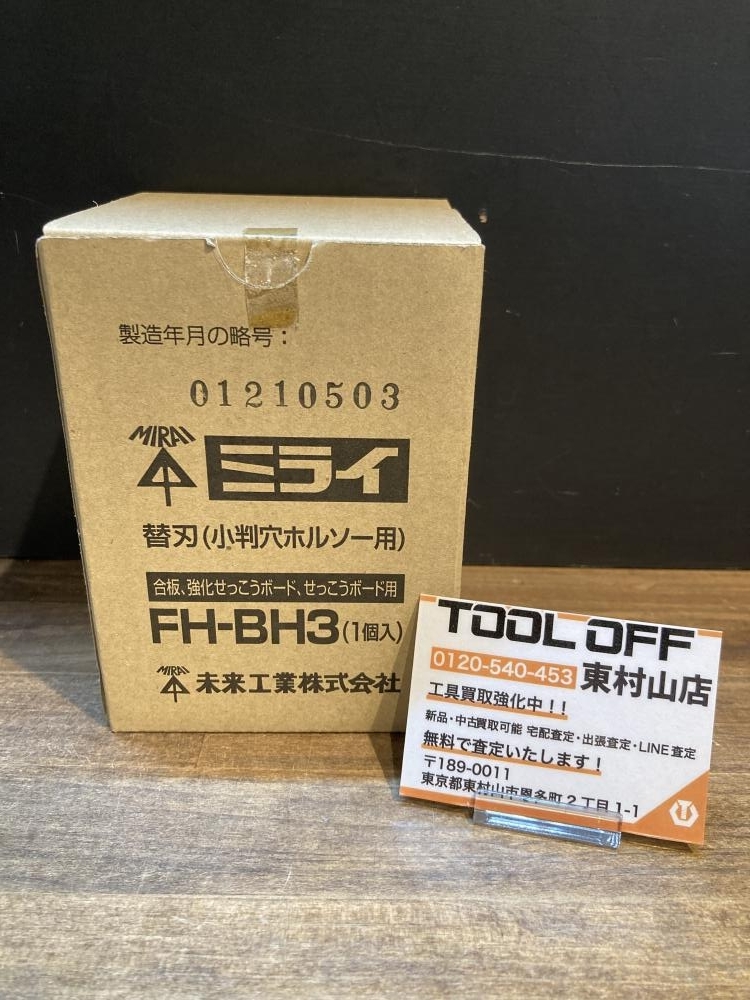 製造年月の略号：
01210503
MIRAI
ミライ
替刃(小判穴ホルソー用)
合板、強化せっこうボード、せっこうボード用
FH-BH3(1個入)
MIRAI
未来工業株式会社
TOOL OFF
0120-540-453 東村山店
工具買取強化中！！
新品・中古買取可能 宅配査定・出張査定・LINE査定
無料で査定いたします！
〒189-0011
東京都東村山市恩多町2丁目1-1